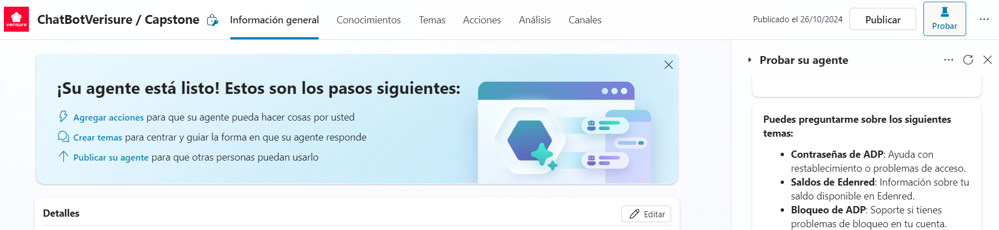 verisure
ChatBotVerisure / Capstone
Información general
Conocimientos
Temas
Acciones
Análisis
Canales
Publicado el 26/10/2024
Publicar
Probar
¡Su agente está listo! Estos son los pasos siguientes:
Agregar acciones para que su agente pueda hacer cosas por usted
Crear temas para centrar y guiar la forma en que su agente responde
Publicar su agente para que otras personas puedan usarlo
Detalles
Editar
Probar su agente
Puedes preguntarme sobre los siguientes
temas:
• Contraseñas de ADP: Ayuda con
restablecimiento o problemas de acceso.
• Saldos de Edenred: Información sobre tu
saldo disponible en Edenred.
• Bloqueo de ADP: Soporte si tienes
problemas de bloqueo en tu cuenta.